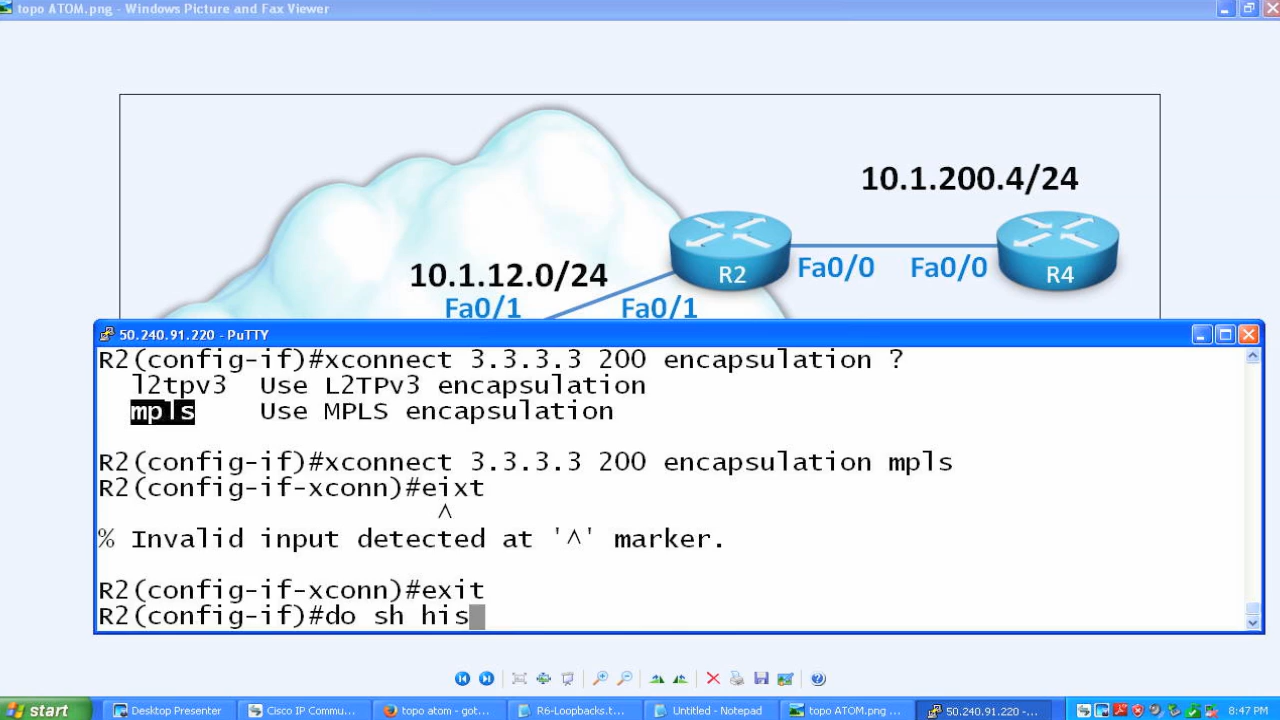 topo ATOM.png - Windows Picture and Fax Viewer
10.1.200.4/24
10.1.12.0/24
R2
Fa0/0
Fa0/0
R4
Fa0/1
Fa0/1
50.240.91.220 - PuTTY
R2(config-if)#xconnect 3.3.3.3 200 encapsulation ?
l2tpv3 Use L2TPv3 encapsulation
mpls Use MPLS encapsulation
R2(config-if)#xconnect 3.3.3.3 200 encapsulation mpls
R2(config-if-xconn)#eixt
^
% Invalid input detected at '^' marker.
R2(config-if-xconn)#exit
R2(config-if)#do sh his
start
Desktop Presenter
Cisco IP Commu...
topo atom - got...
R6-Loopbacks.t...
Untitled - Notepad
topo ATOM.png ...
50.240.91.220 -...
8:47 PM